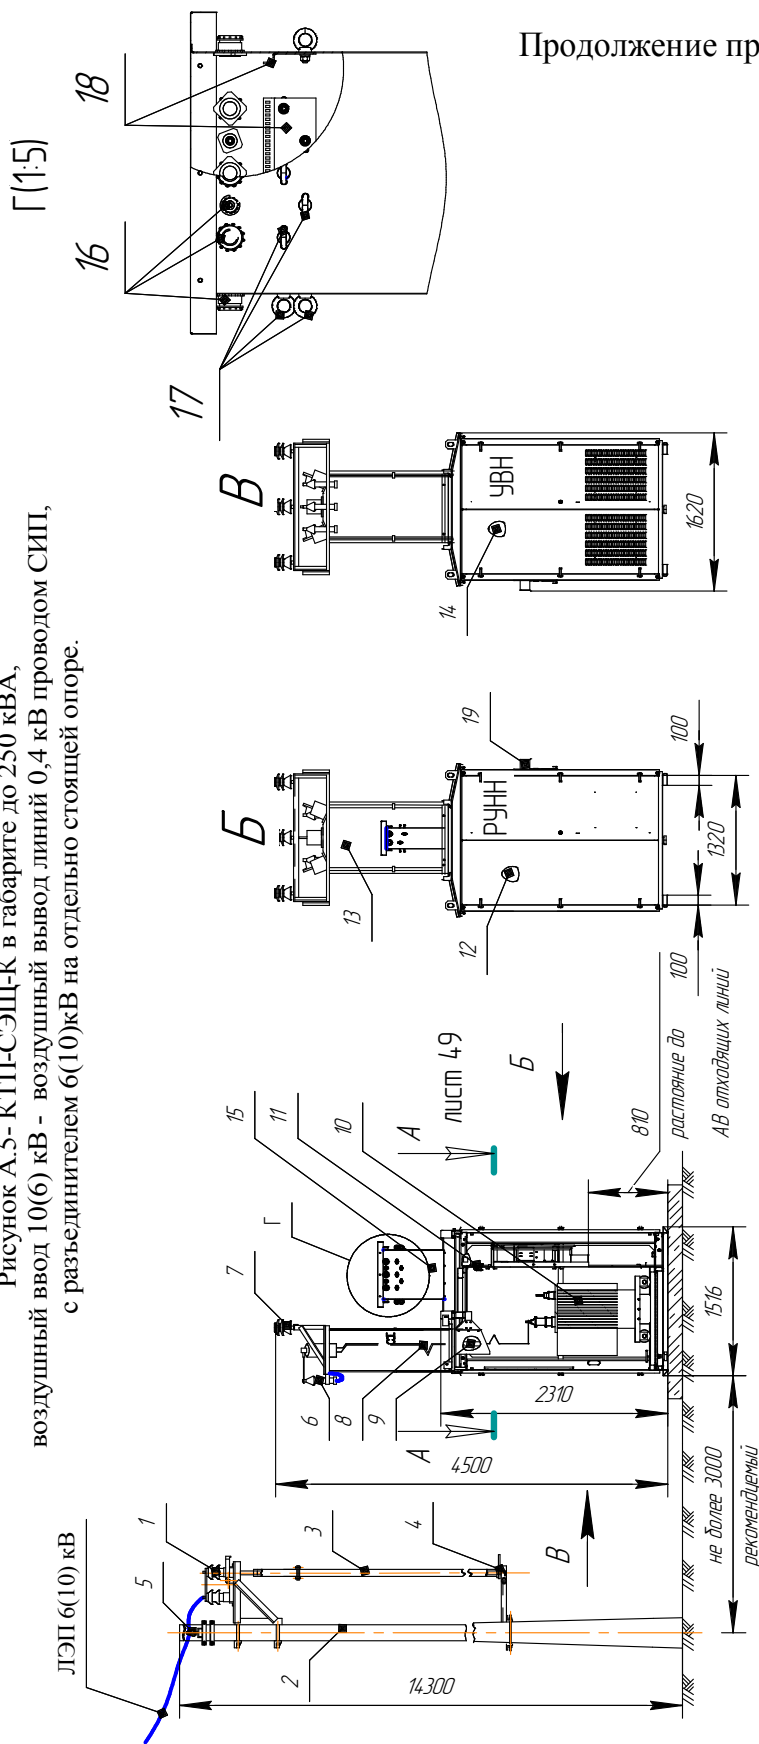 Продолжение пр
Рисунок А.5- КТП-СЭЩ-К в габарите до 250 кВА,
воздушный ввод 10(6) кВ - воздушный вывод линий 0,4 кВ проводом СИП,
с разъединителем 6(10)кВ на отдельно стоящей опоре.
Г(1:5)
18
16
17
В
УВН
14
1620
Б
РУНН
13
12
19
100
1320
100
лист 49
А
Б
15
11
10
Г
7
6
8
9
А
810
растояние до
АВ отходящих линий
1516
2310
4500
не более 3000
рекомендуемый
В
ЛЭП 6(10) кВ
5
1
3
4
2
14300